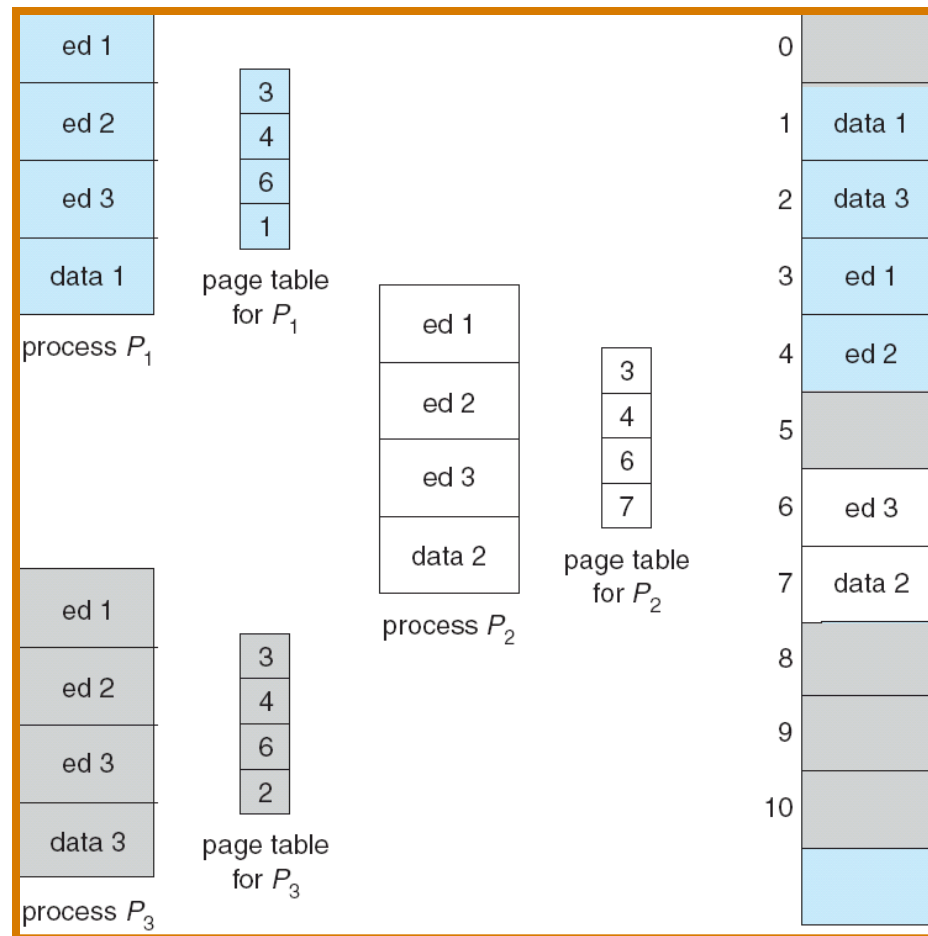 ed 1
ed 2
ed 3
data 1
process P1
3
4
6
1
page table
for P1
ed 1
ed 2
ed 3
data 2
process P2
3
4
6
7
page table
for P2
ed 1
ed 2
ed 3
data 3
process P3
3
4
6
2
page table
for P3
0
1 data 1
2 data 3
3 ed 1
4 ed 2
5
6 ed 3
7 data 2
8
9
10